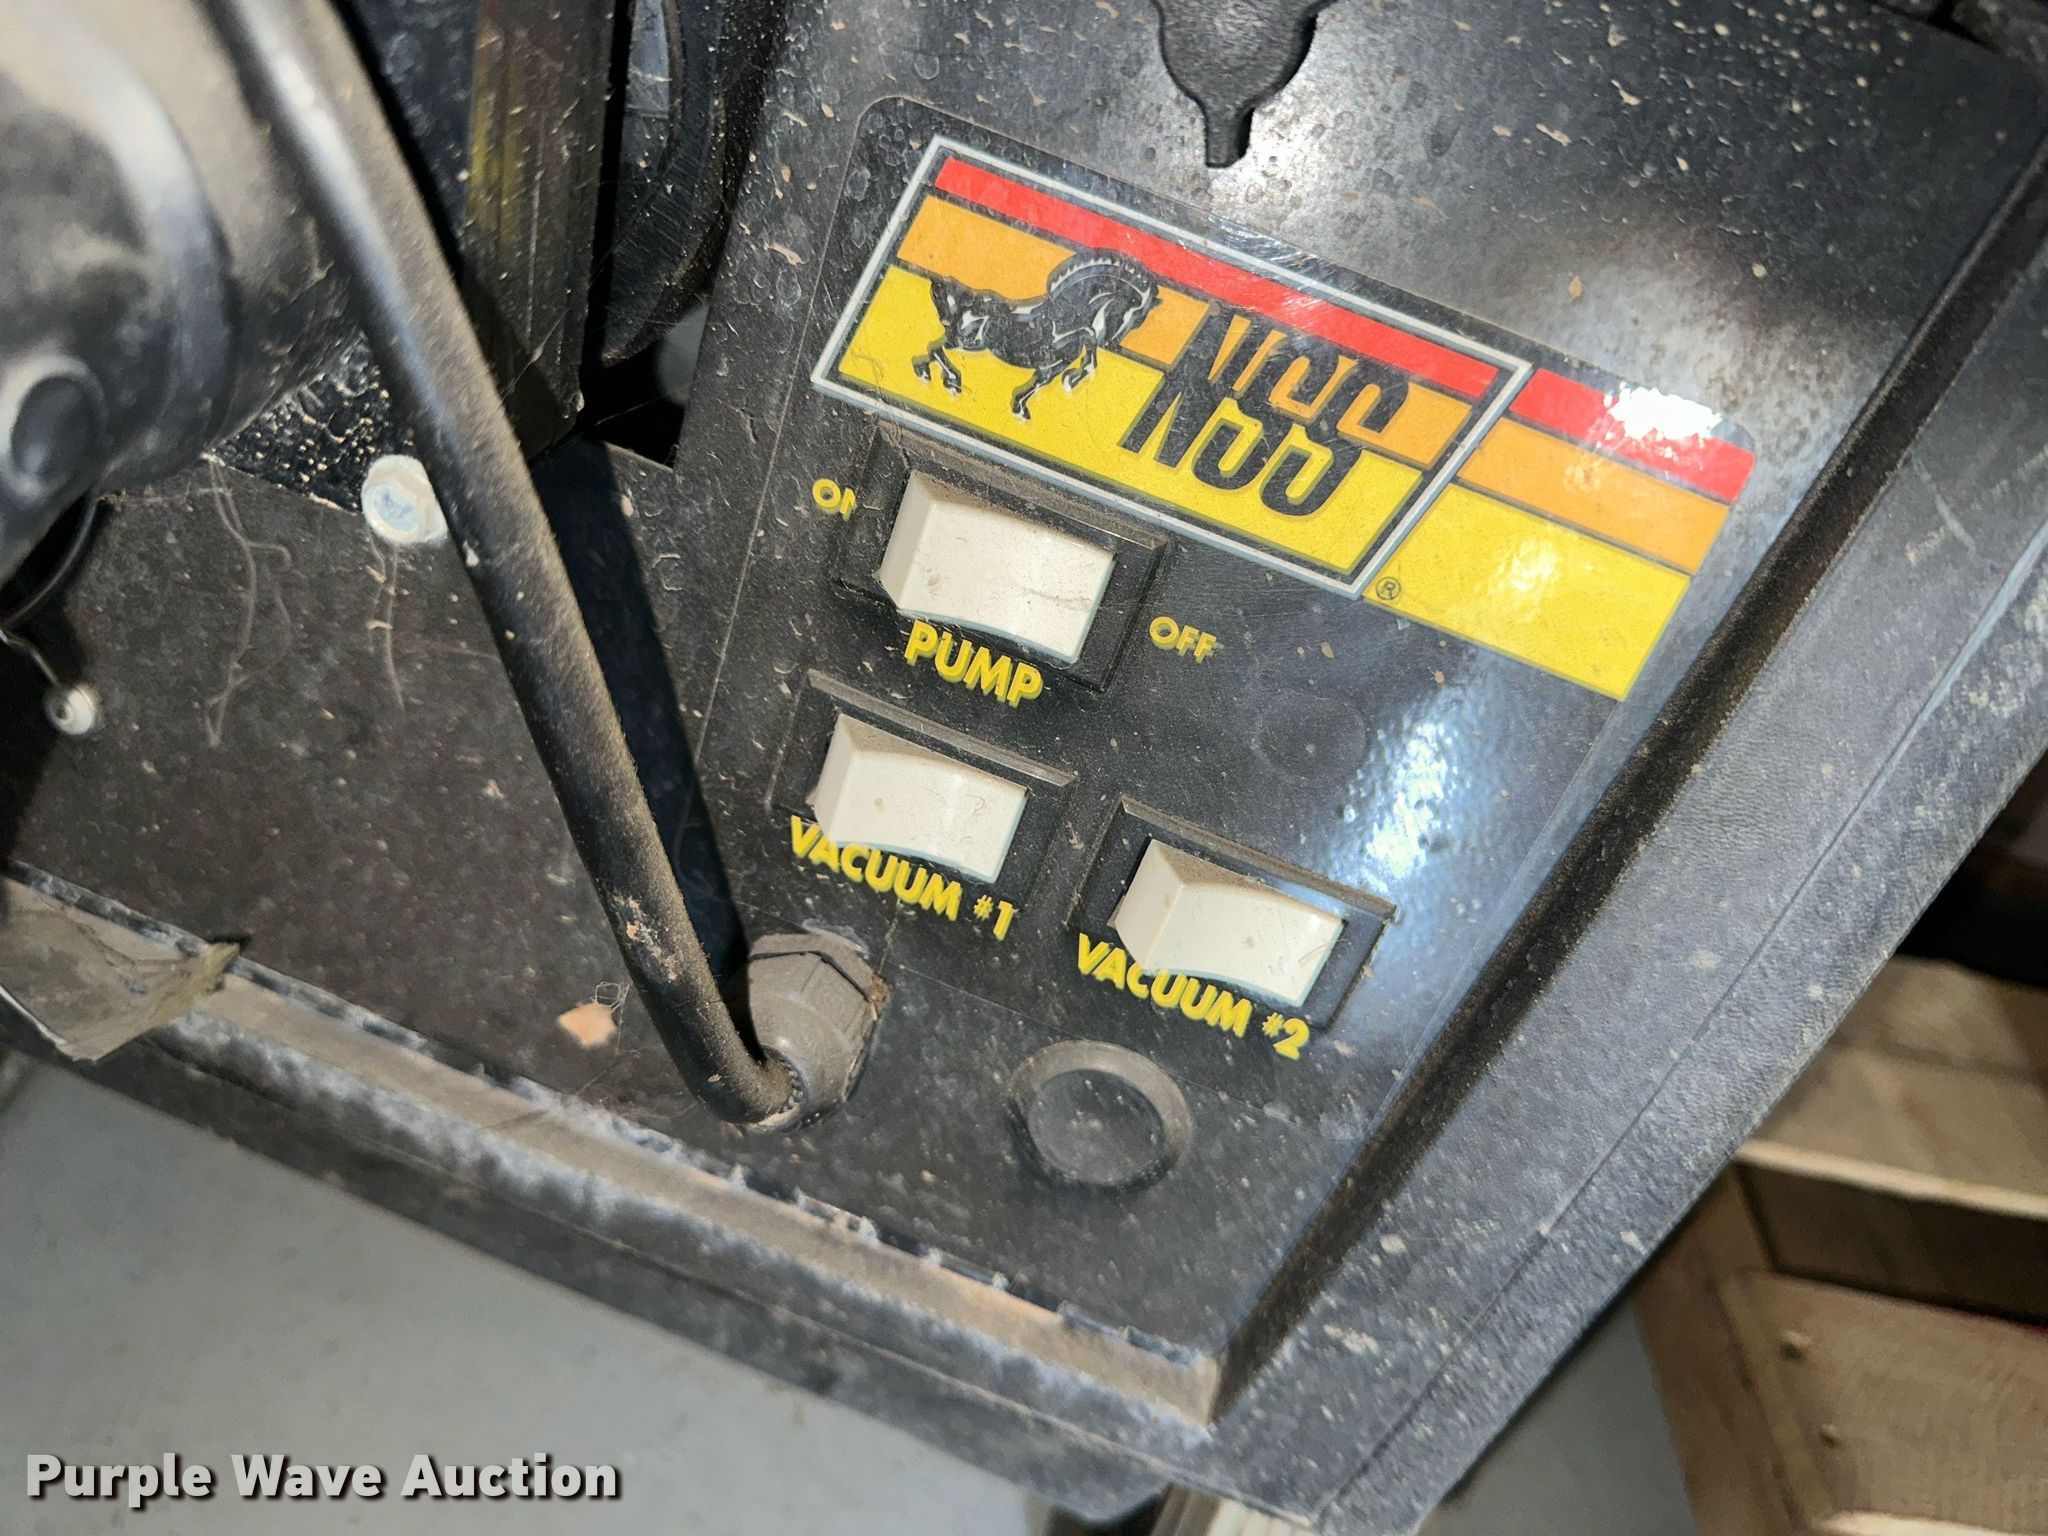 NSS
®
ON
OFF
PUMP
VACUUM #1
VACUUM #2
Purple Wave Auction